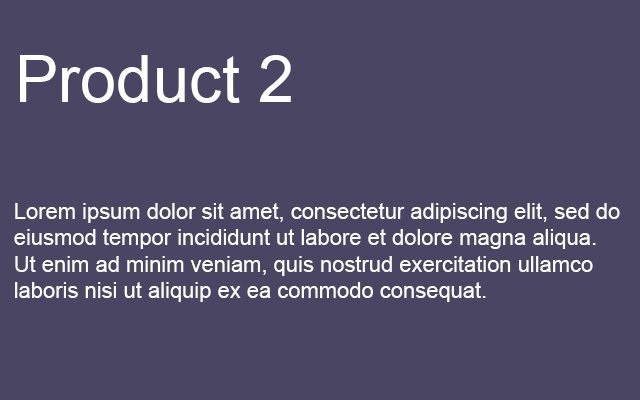 Product 2
Lorem ipsum dolor sit amet, consectetur adipiscing elit, sed do
eiusmod tempor incididunt ut labore et dolore magna aliqua.
Ut enim ad minim veniam, quis nostrud exercitation ullamco
laboris nisi ut aliquip ex ea commodo consequat.